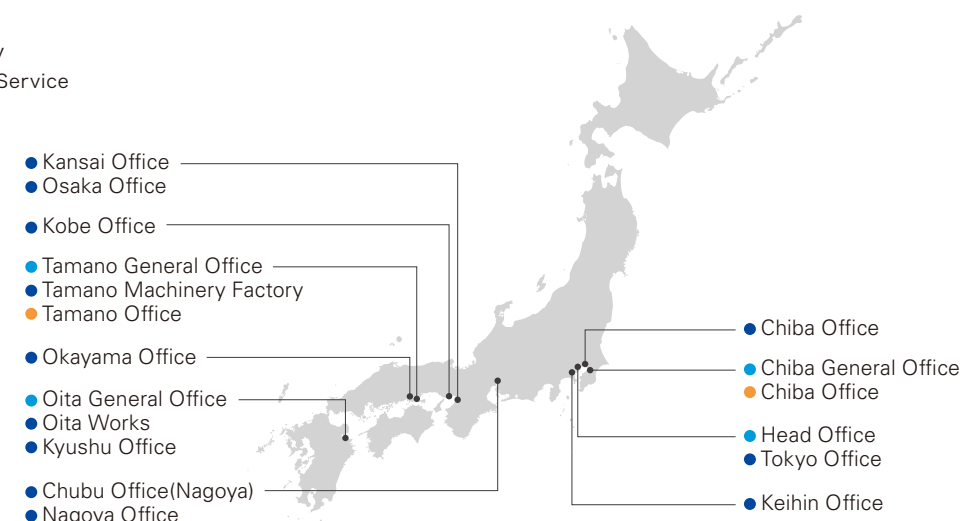 Service
Kansai Office
Osaka Office
Kobe Office
Tamano General Office
Tamano Machinery Factory
Tamano Office
Okayama Office
Oita General Office
Oita Works
Kyushu Office
Chubu Office(Nagoya)
Nagoya Office
Chiba Office
Chiba General Office
Chiba Office
Head Office
Tokyo Office
Keihin Office